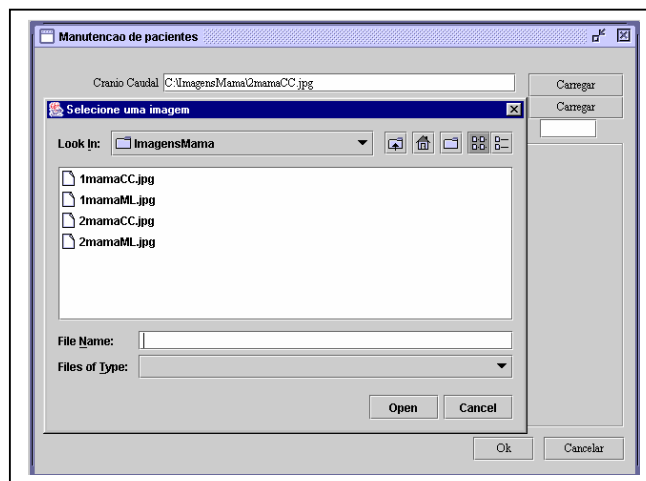 Manutencao de pacientes
Cranio Caudal C:\ImagensMama\2mamaCC.jpg Carregar
Carregar
Selecione uma imagem
Look In: ImagensMama
1mamaCC.jpg
1mamaML.jpg
2mamaCC.jpg
2mamaML.jpg
File Name:
Files of Type:
Open Cancel
Ok Cancelar